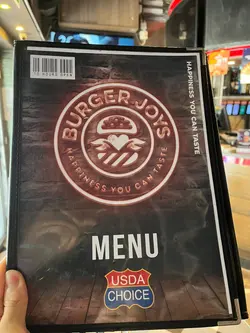 HAPPINESS YOU CAN TASTE
BURGER JOYS
HAPPINESS YOU CAN TASTE
MENU
USDA
CHOICE